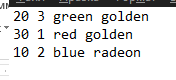 20 3 green golden
30 1 red golden
10 2 blue radeon